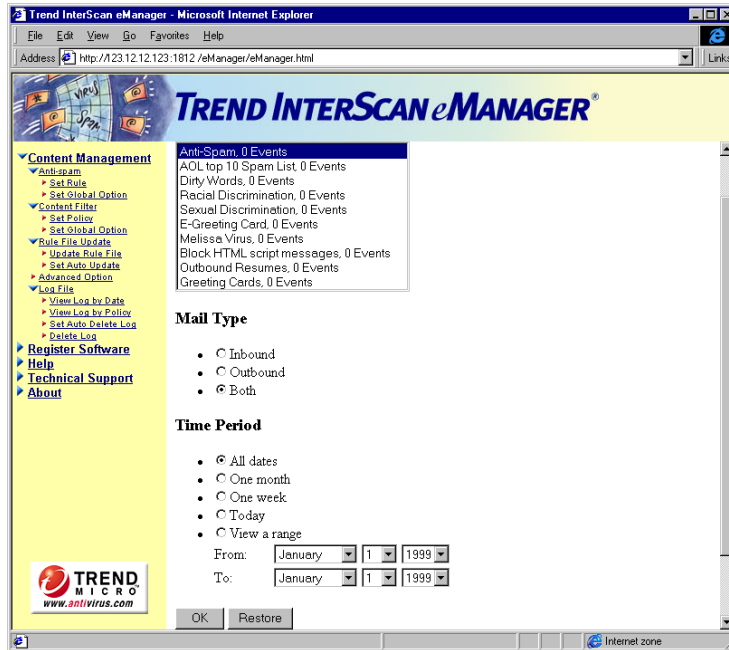 Trend InterScan eManager - Microsoft Internet Explorer
File Edit View Go Favorites Help
Address http://123.12.12.123:1812 /eManager/eManager.html Links
VIRUS
Spam
TREND INTERSCAN eMANAGER®
Content Management
Anti-spam
Set Rule
Set Global Option
Content Filter
Set Policy
Set Global Option
Rule File Update
Update Rule File
Set Auto Update
Advanced Option
Log File
View Log by Date
View Log by Policy
Set Auto Delete Log
Delete Log
Register Software
Help
Technical Support
About
TREND
MICRO
www.antivirus.com
Anti-Spam, 0 Events
AOL top 10 Spam List, 0 Events
Dirty Words, 0 Events
Racial Discrimination, 0 Events
Sexual Discrimination, 0 Events
E-Greeting Card, 0 Events
Melissa Virus, 0 Events
Block HTML script messages, 0 Events
Outbound Resumes, 0 Events
Greeting Cards, 0 Events
Mail Type
Inbound
Outbound
Both
Time Period
All dates
One month
One week
Today
View a range
From: January 1 1999
To: January 1 1999
OK Restore
Internet zone